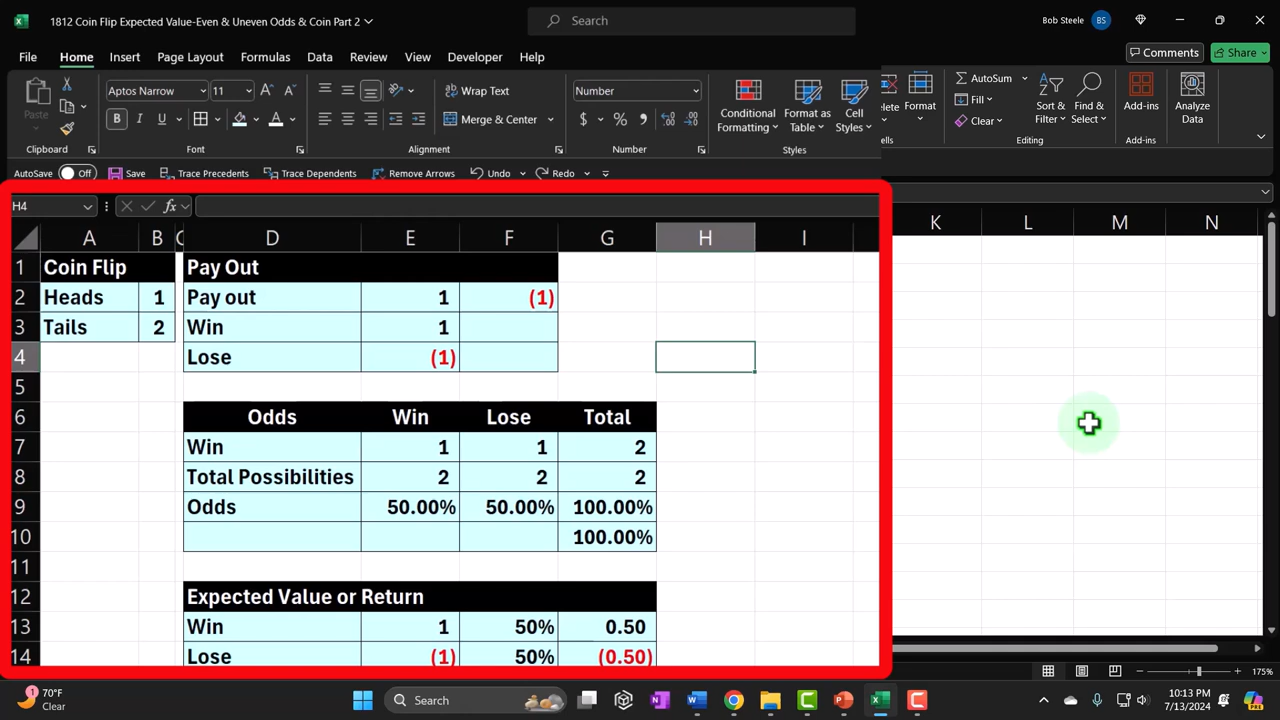 1812 Coin Flip Expected Value-Even & Uneven Odds & Coin Part 2
Search
Bob Steele
BS
File Home Insert Page Layout Formulas Data Review View Developer Help
Comments
Share
Paste
Aptos Narrow 11
B I U
Wrap Text
Merge & Center
Number
$ %
Conditional Formatting
Format as Table
Cell Styles
elete
Format
AutoSum
Fill
Clear
Sort & Filter
Find & Select
Add-ins
Analyze Data
Clipboard Font Alignment Number Styles ells Editing Add-ins
AutoSave Off Save Trace Precedents Trace Dependents Remove Arrows Undo Redo
H4 fx
A B C D E F G H I K L M N
1 Coin Flip Pay Out
2 Heads 1 Pay out 1 (1)
3 Tails 2 Win 1
4 Lose (1)
5
6 Odds Win Lose Total
7 Win 1 1 2
8 Total Possibilities 2 2 2
9 Odds 50.00% 50.00% 100.00%
10 100.00%
11
12 Expected Value or Return
13 Win 1 50% 0.50
14 Lose (1) 50% (0.50)
175%
1
70°F
Clear
Search
10:13 PM
7/13/2024